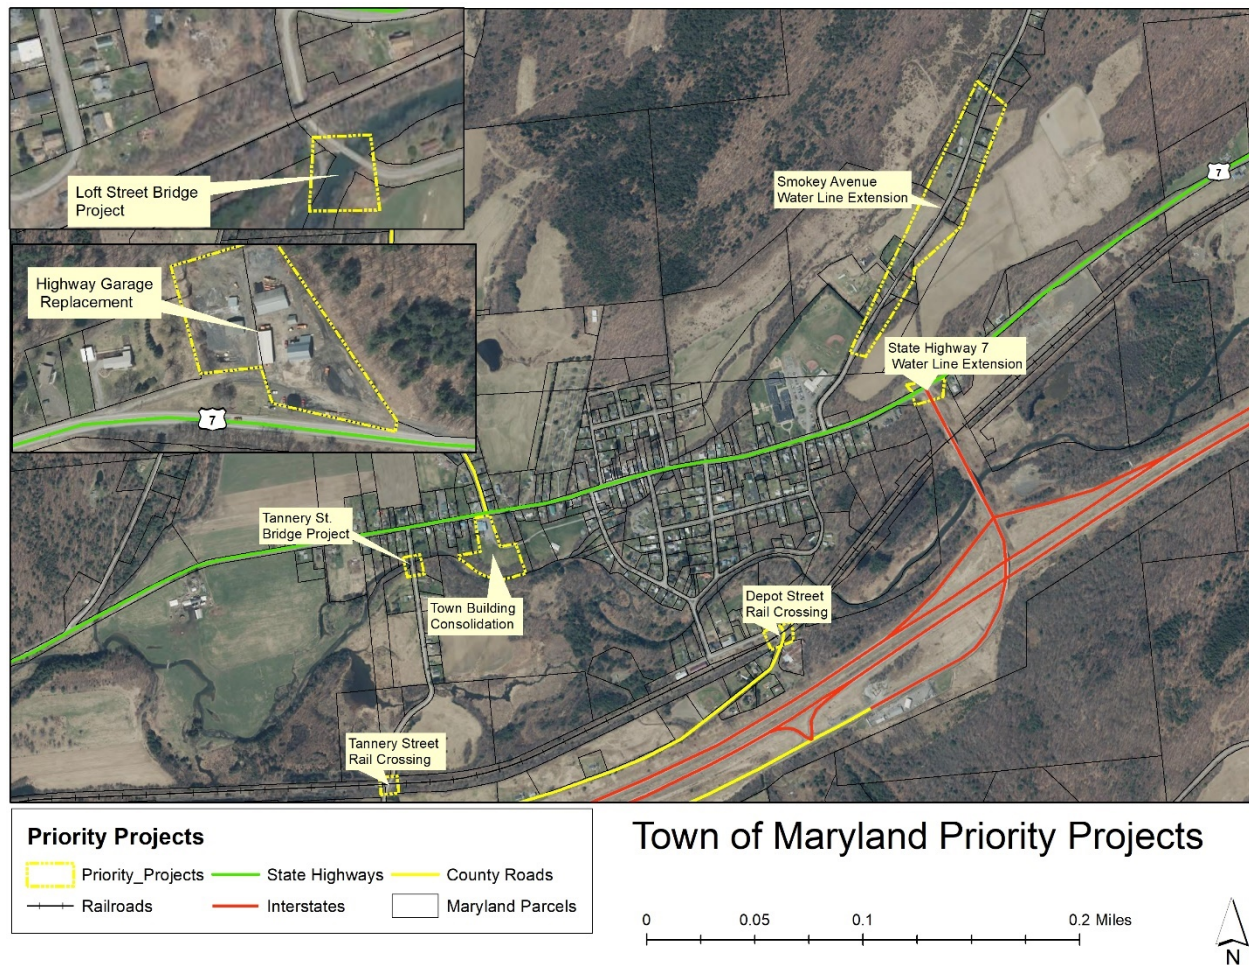 Loft Street Bridge
Project
Highway Garage
Replacement
7
Smokey Avenue
Water Line Extension
7
State Highway 7
Water Line Extension
Tannery St.
Bridge Project
Town Building
Consolidation
Depot Street
Rail Crossing
Tannery Street
Rail Crossing
Priority Projects
Priority_Projects
State Highways
County Roads
Railroads
Interstates
Maryland Parcels
Town of Maryland Priority Projects
0 0.05 0.1 0.2 Miles
N